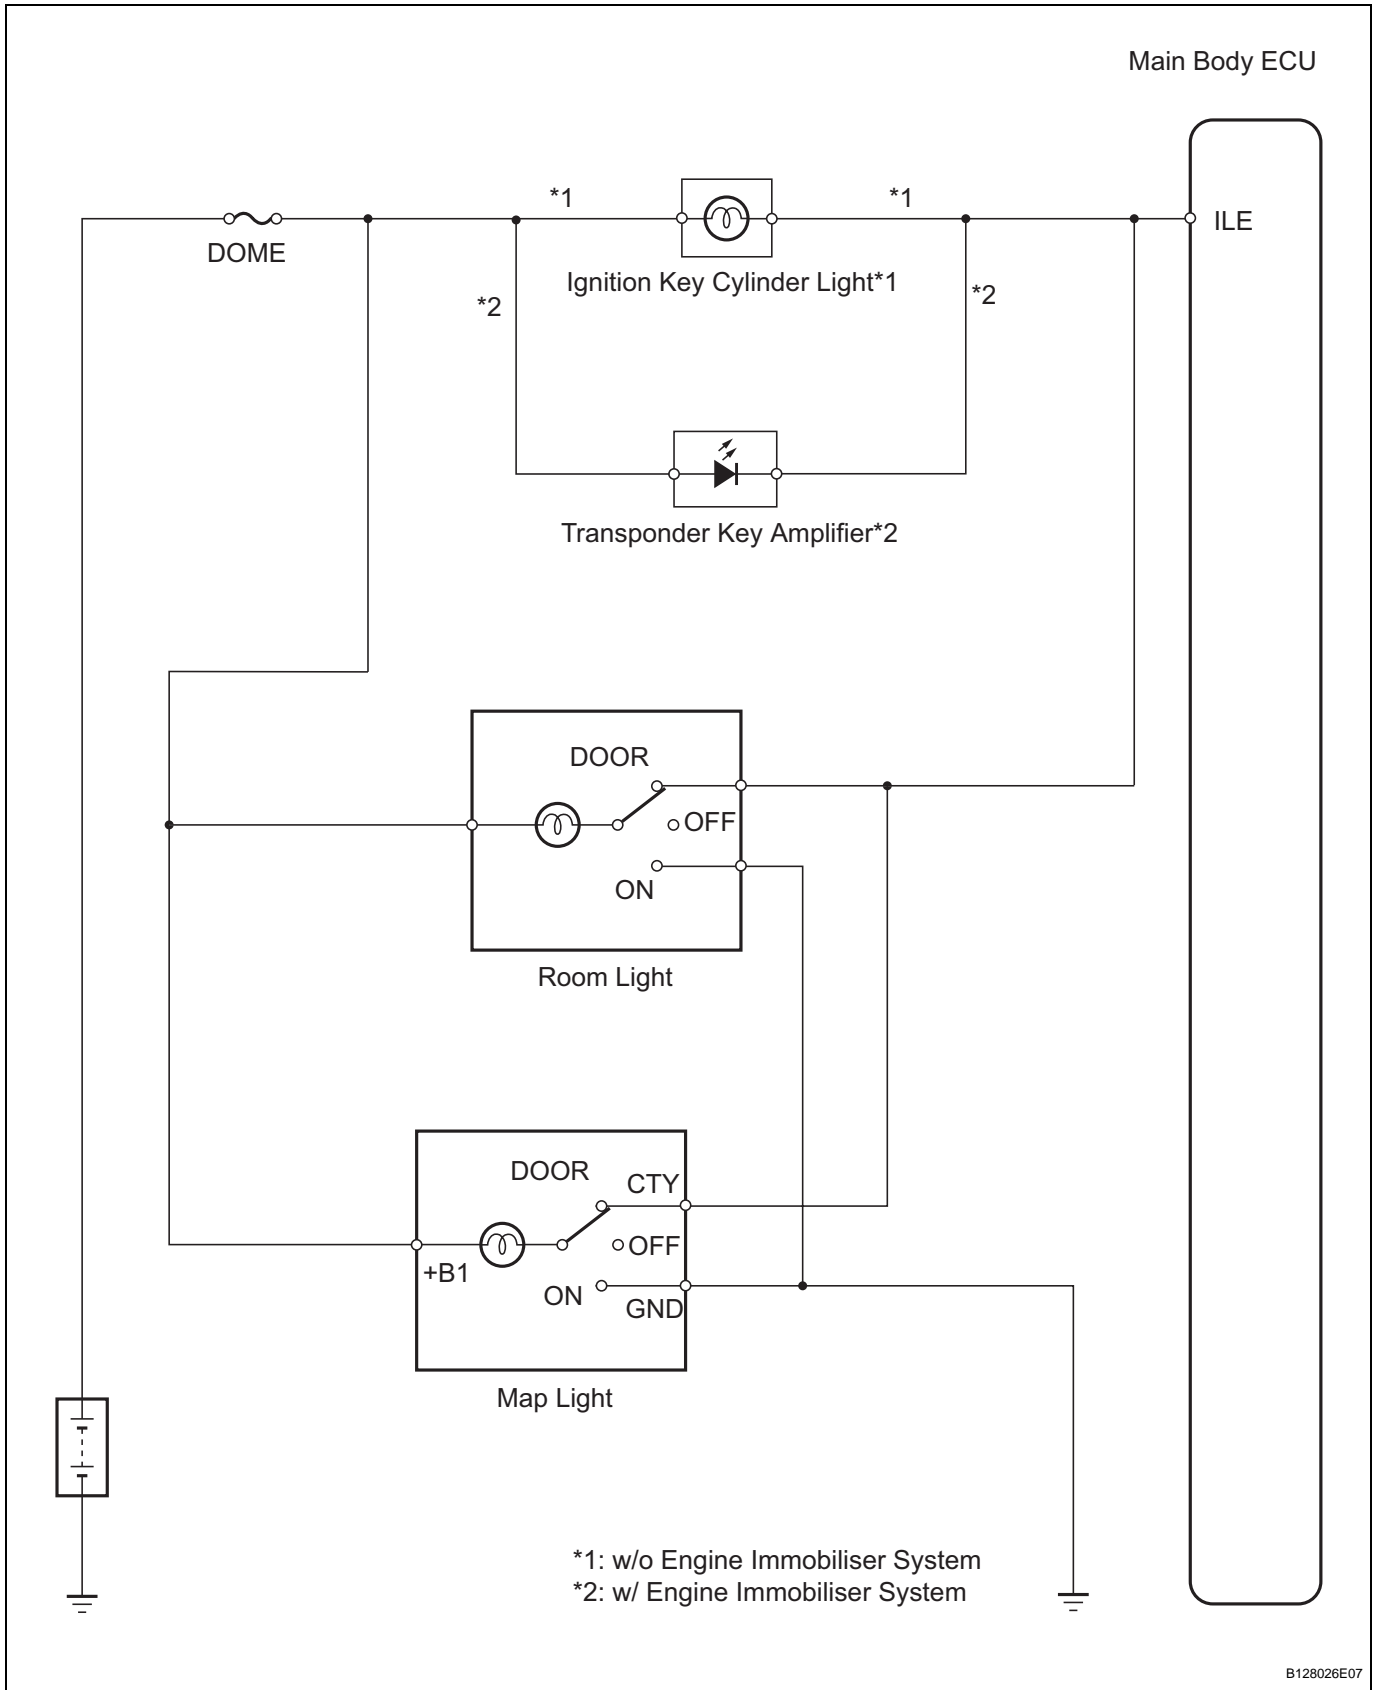 Main Body ECU
*1
*1
ILE
DOME
Ignition Key Cylinder Light*1
*2
*2
Transponder Key Amplifier*2
DOOR
OFF
ON
Room Light
DOOR
CTY
OFF
+B1
ON
GND
Map Light
*1: w/o Engine Immobiliser System
*2: w/ Engine Immobiliser System
B128026E07